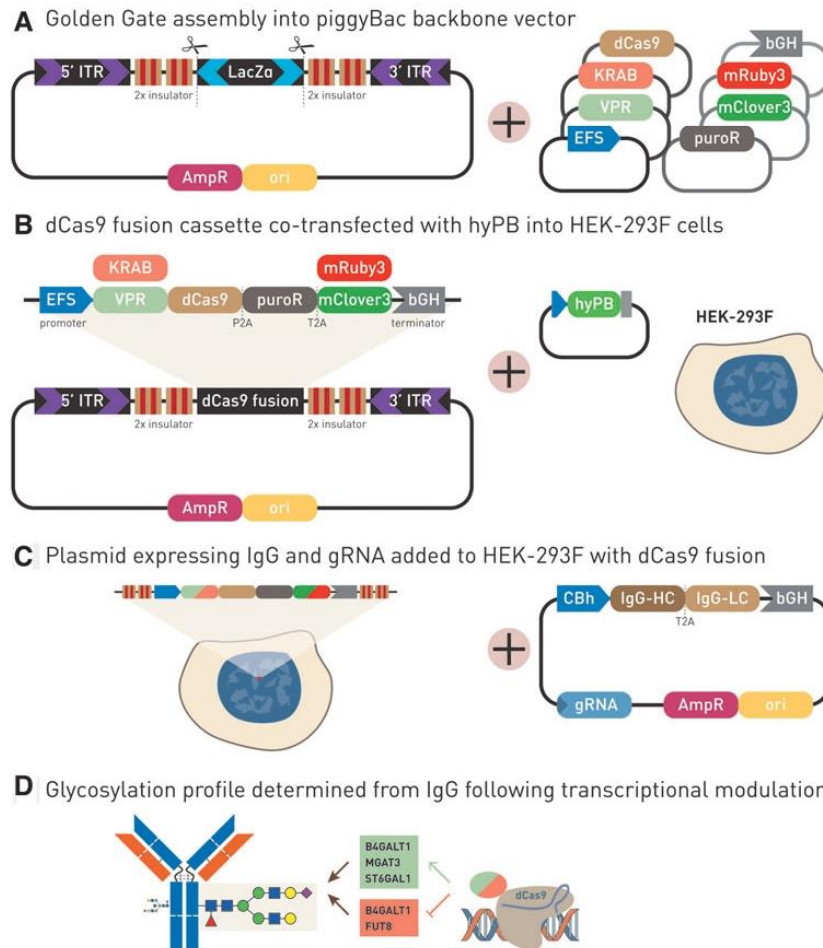 A Golden Gate assembly into piggyBac backbone vector
5' ITR
LacZα
3' ITR
2x insulator
2x insulator
AmpR
ori
dCas9
KRAB
VPR
EFS
bGH
mRuby3
mClover3
puroR
B dCas9 fusion cassette co-transfected with hyPB into HEK-293F cells
KRAB
mRuby3
EFS
VPR
dCas9
puroR
mClover3
bGH
promoter
P2A
T2A
terminator
hyPB
HEK-293F
5' ITR
dCas9 fusion
3' ITR
2x insulator
2x insulator
AmpR
ori
C Plasmid expressing IgG and gRNA added to HEK-293F with dCas9 fusion
CBh
IgG-HC
IgG-LC
bGH
T2A
gRNA
AmpR
ori
D Glycosylation profile determined from IgG following transcriptional modulation
B4GALT1
MGAT3
ST6GAL1
B4GALT1
FUT8
dCas9